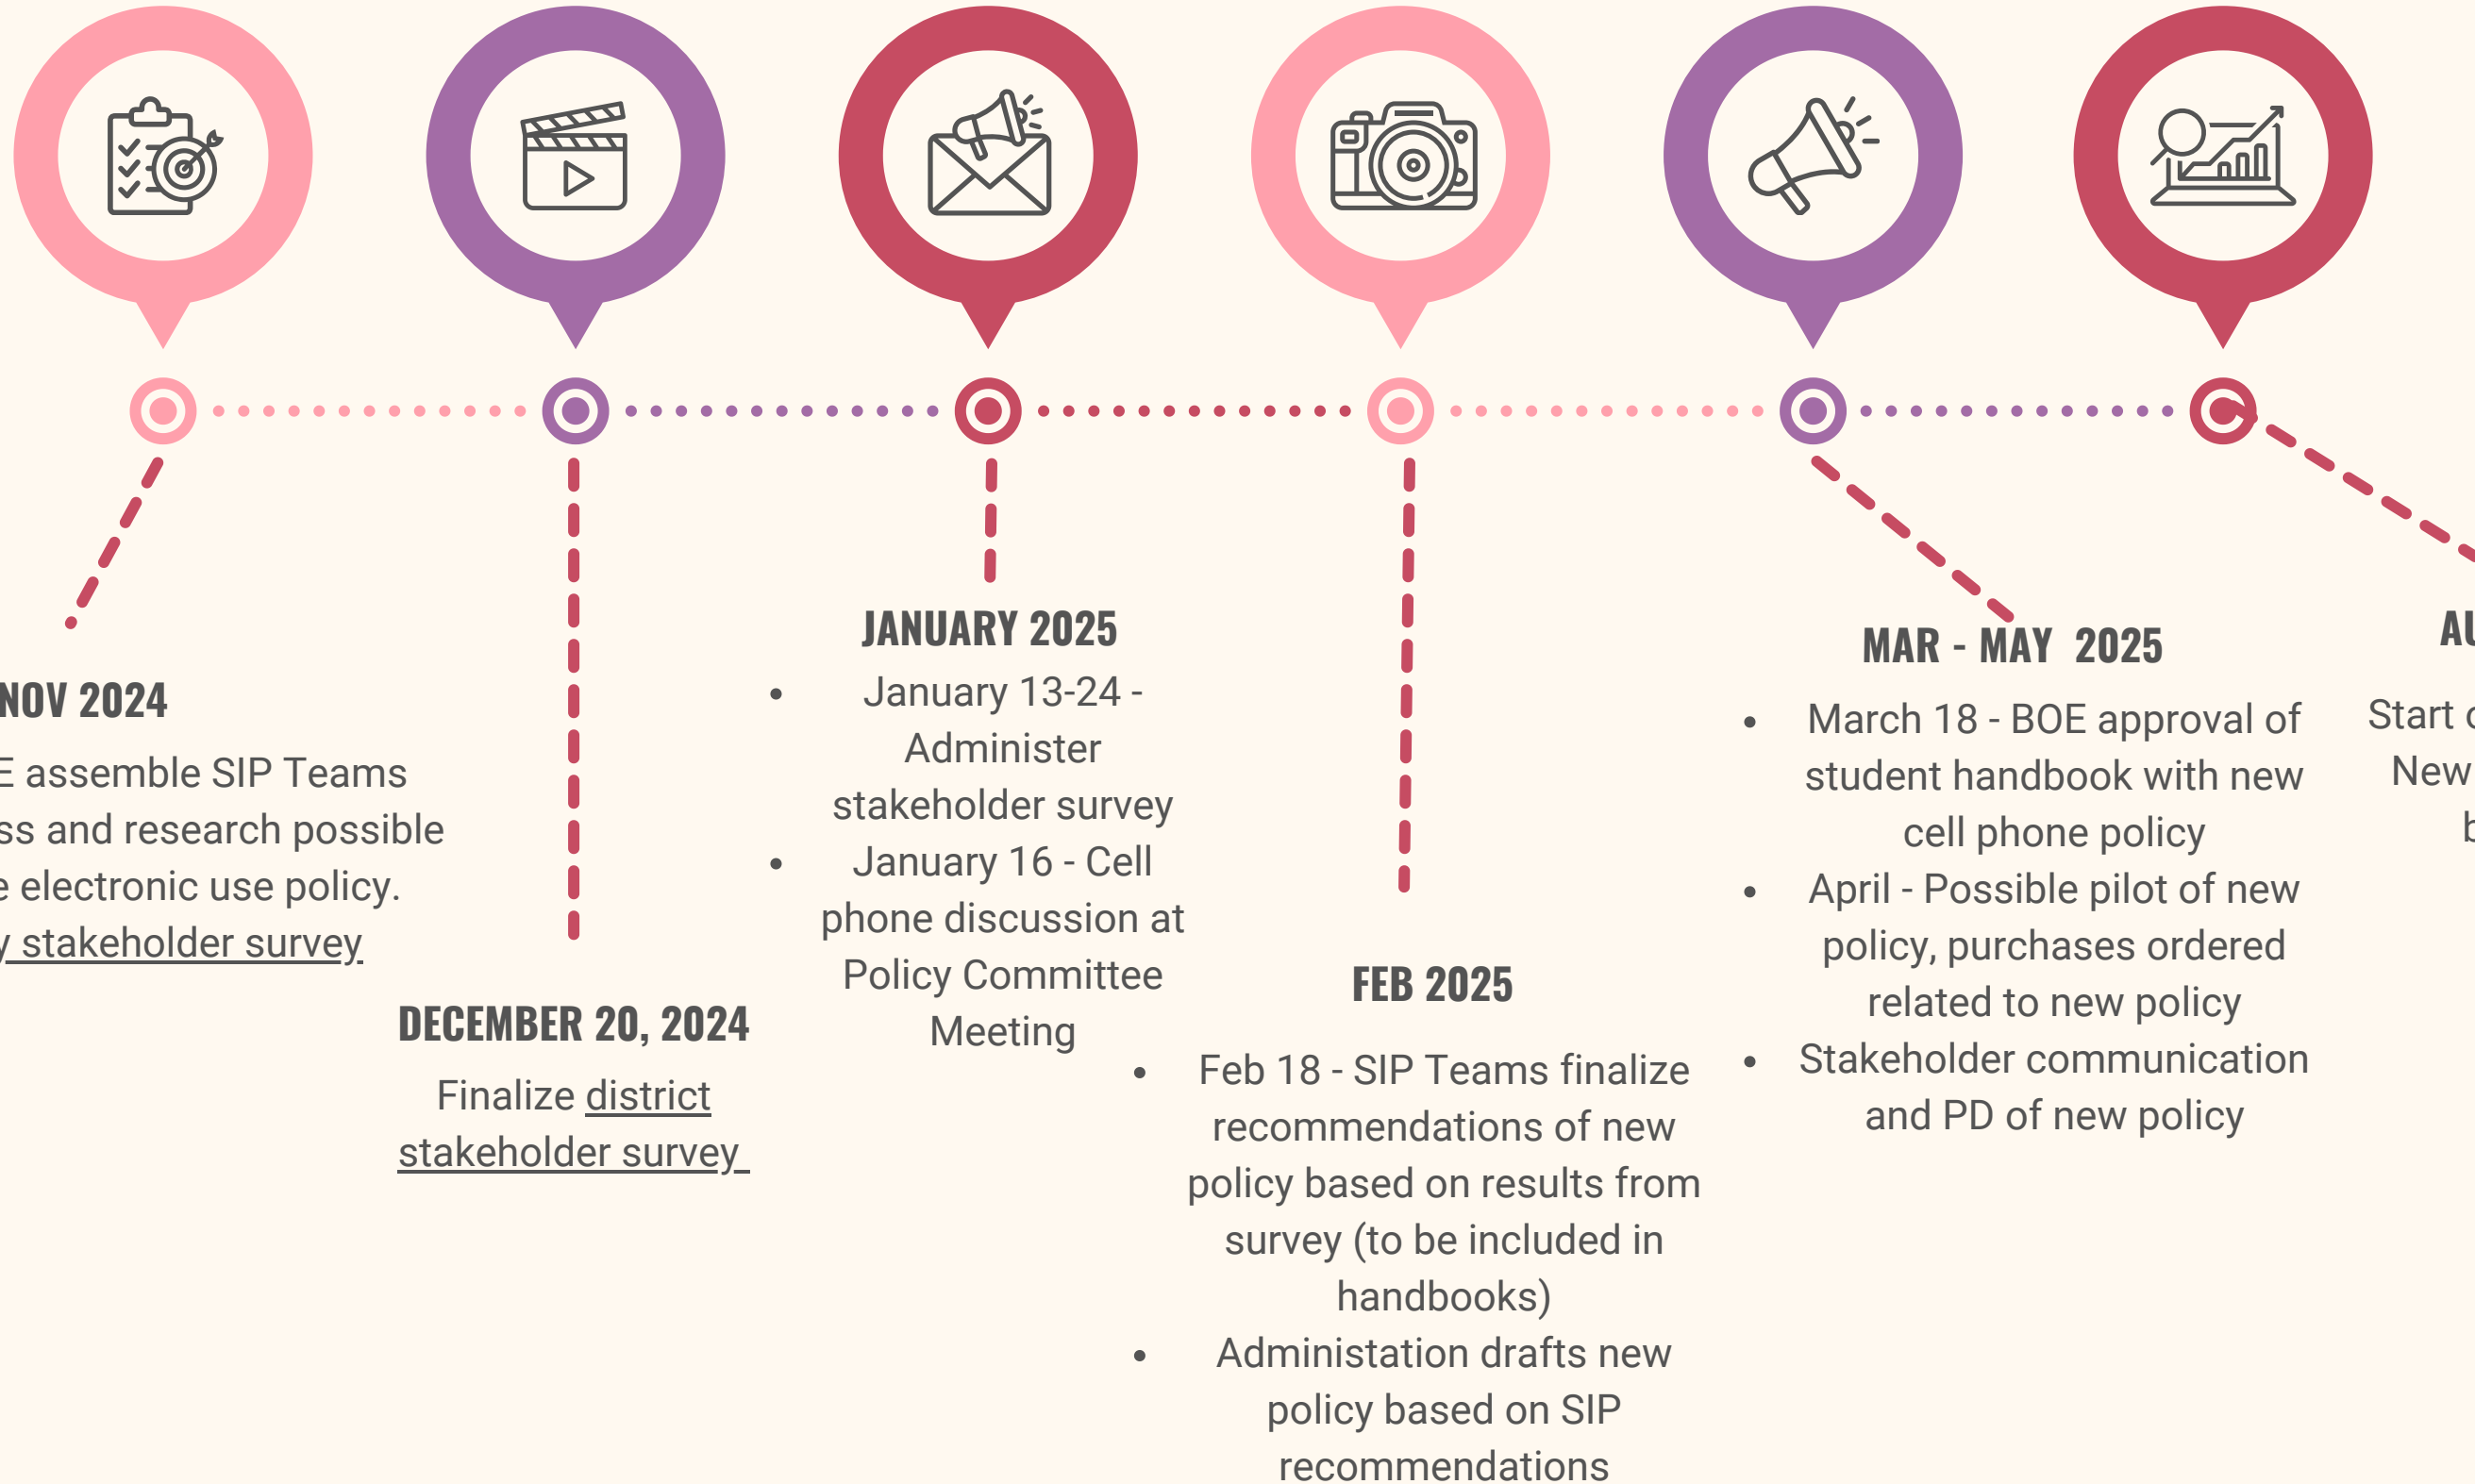 NOV 2024
assemble SIP Teams
and research possible
electronic use policy.
stakeholder survey
DECEMBER 20, 2024
Finalize district
stakeholder survey
JANUARY 2025
• January 13-24 -
Administer
stakeholder survey
• January 16 - Cell
phone discussion at
Policy Committee
Meeting
FEB 2025
• Feb 18 - SIP Teams finalize
recommendations of new
policy based on results from
survey (to be included in
handbooks)
• Administation drafts new
policy based on SIP
recommendations
MAR - MAY 2025
• March 18 - BOE approval of
student handbook with new
cell phone policy
• April - Possible pilot of new
policy, purchases ordered
related to new policy
• Stakeholder communication
and PD of new policy
Start
New